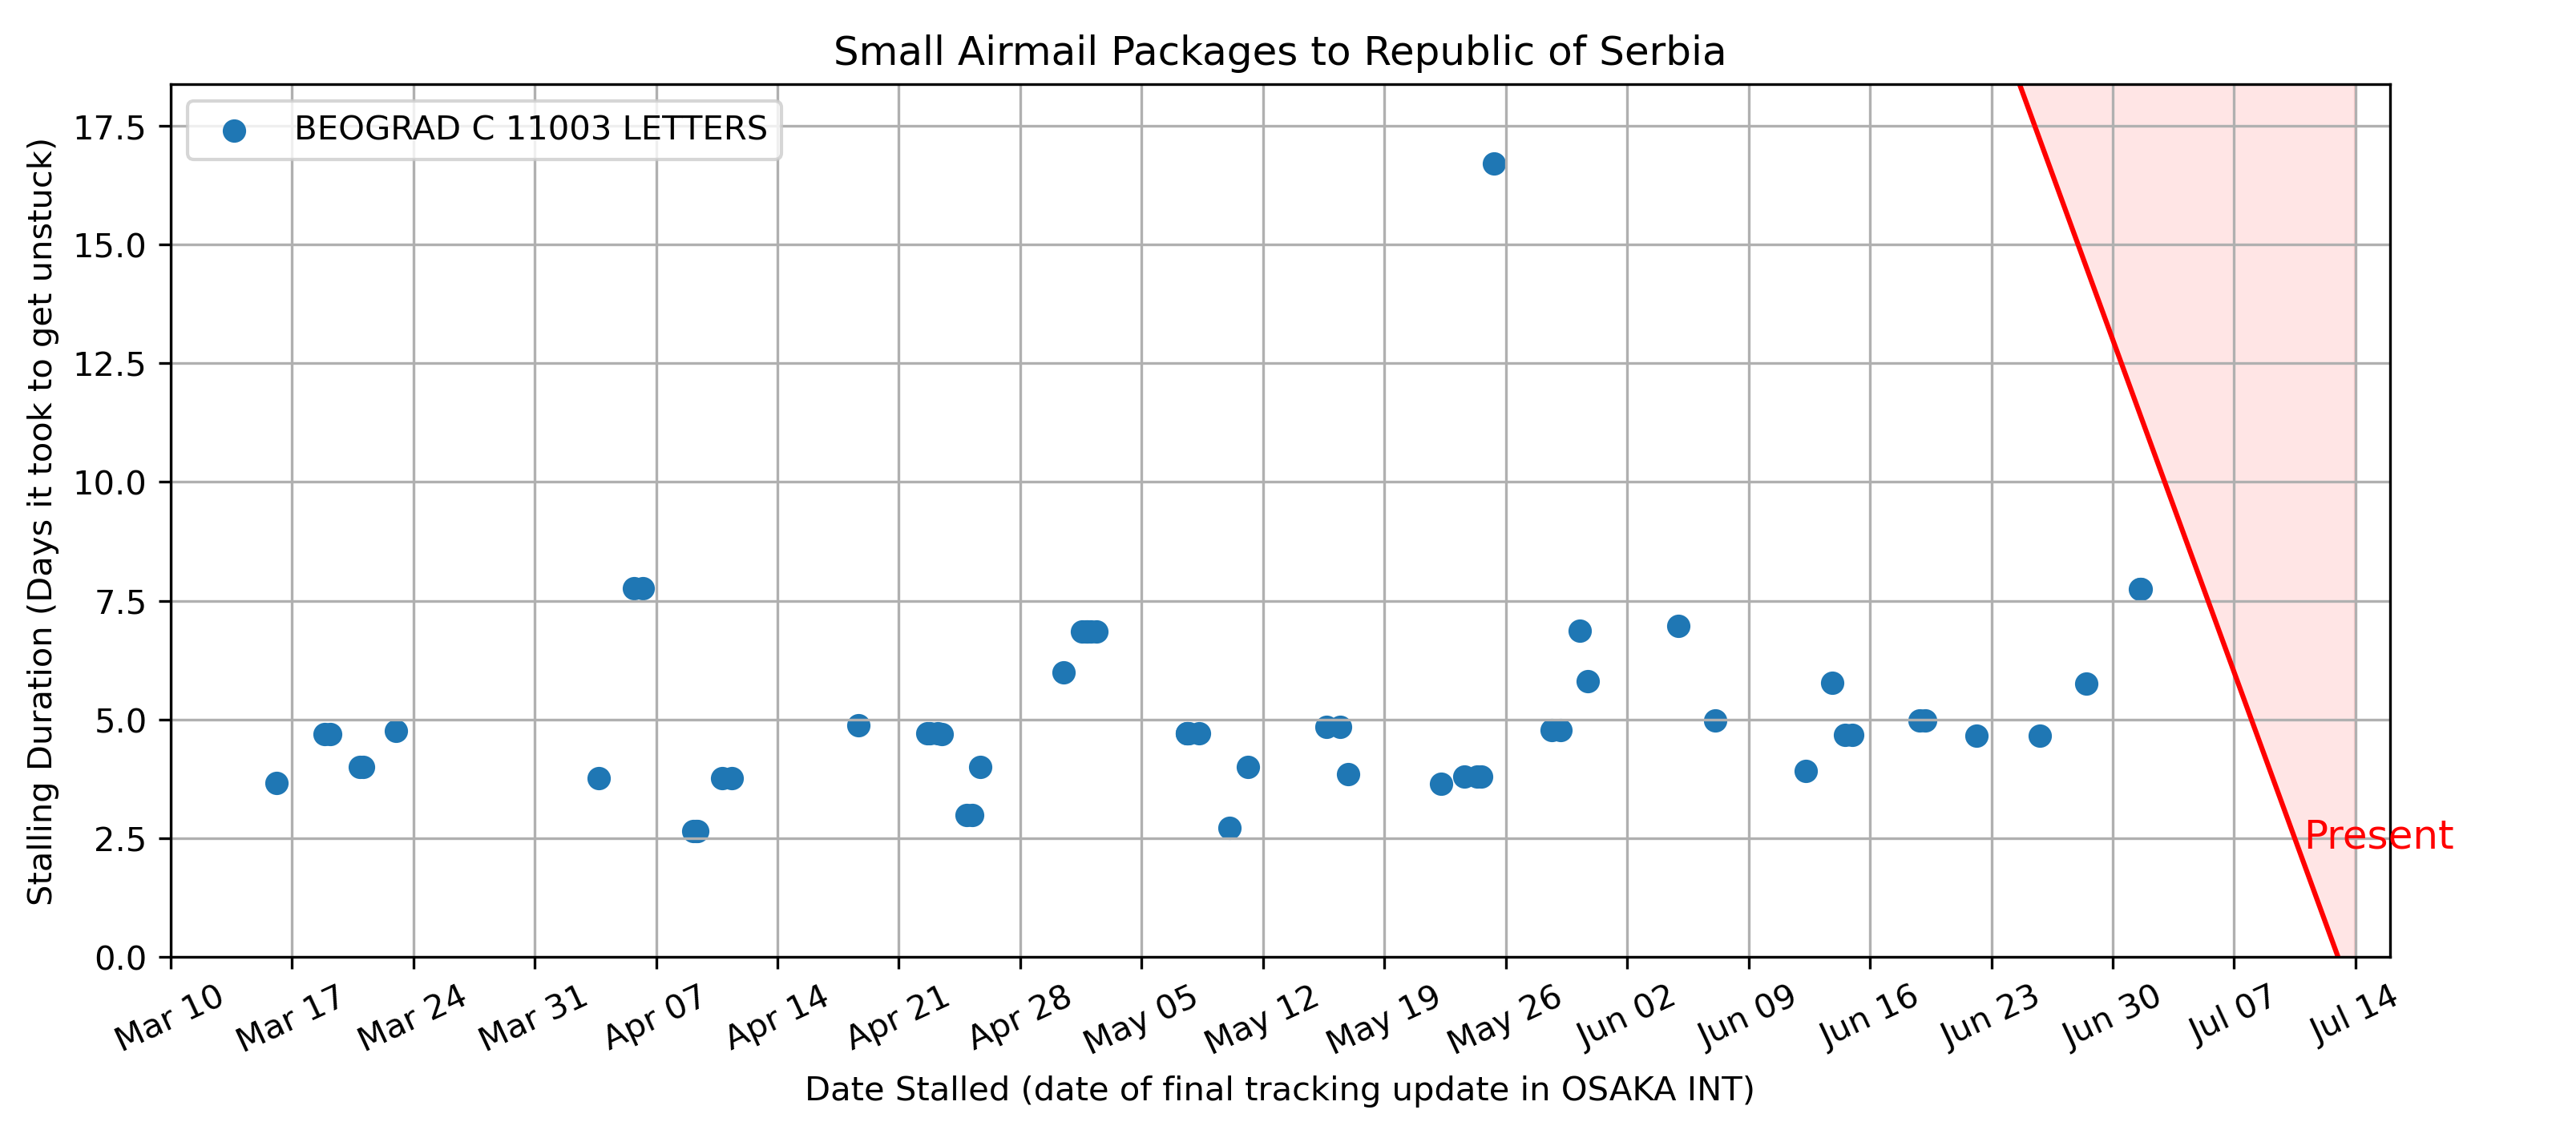 Small Airmail Packages to Republic of Serbia
BEOGRAD C 11003 LETTERS
Stalling Duration (Days it took to get unstuck)
17.5
15.0
12.5
10.0
7.5
5.0
2.5
0.0
Present
Mar 10
Mar 17
Mar 24
Mar 31
Apr 07
Apr 14
Apr 21
Apr 28
May 05
May 12
May 19
May 26
Jun 02
Jun 09
Jun 16
Jun 23
Jun 30
Jul 07
Jul 14
Date Stalled (date of final tracking update in OSAKA INT)